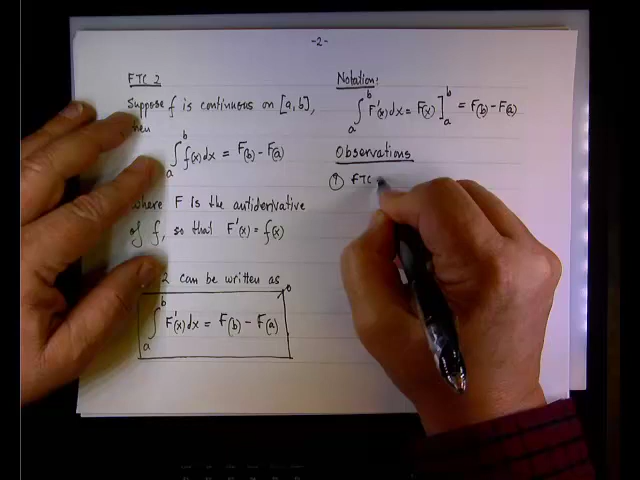 -2-
FTC 2
Suppose f is continuous on [a, b],
then
∫ₐᵇ f(x)dx = F(b) - F(a)
where F is the antiderivative
of f, so that F'(x) = f(x)
2 can be written as
∫ₐᵇ F'(x)dx = F(b) - F(a)
Notation:
∫ₐᵇ F'(x)dx = F(x)]ₐᵇ = F(b) - F(a)
Observations
① FTC